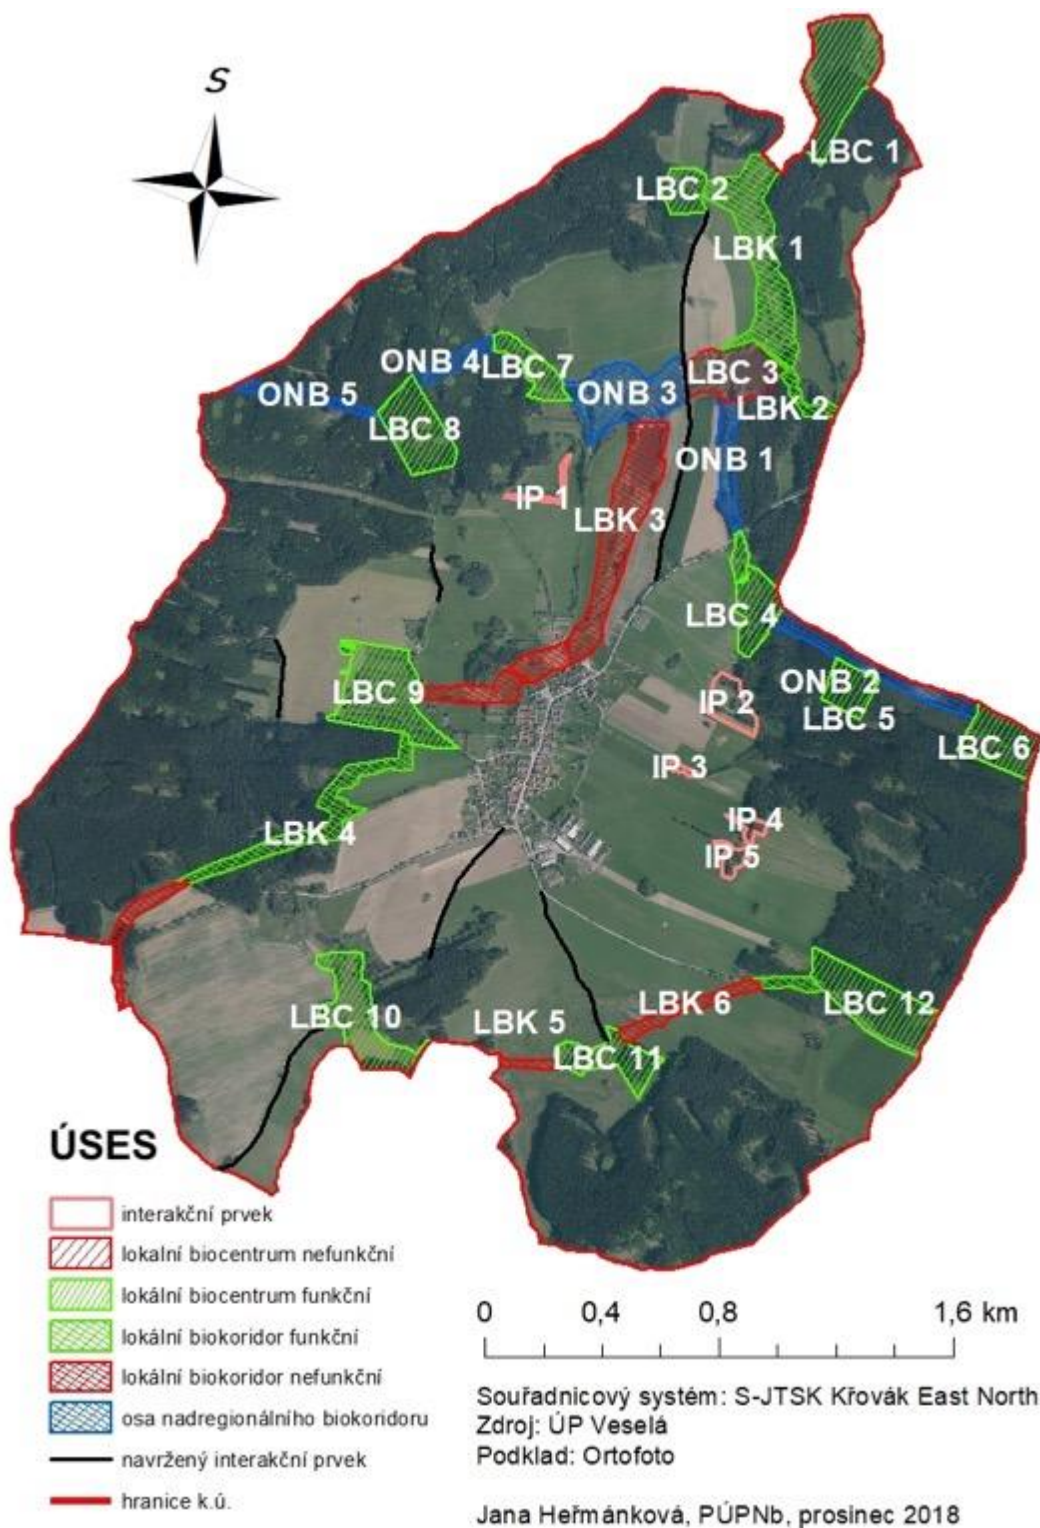 S
LBC 1
LBC 2
LBK 1
ONB 4
LBC 7
LBC 3
ONB 5
ONB 3
LBK 2
LBC 8
ONB 1
IP 1
LBK 3
LBC 4
ONB 2
LBC 9
IP 2
LBC 5
LBC 6
IP 3
LBK 4
IP 4
IP 5
LBC 10
LBK 5
LBK 6
LBC 12
LBC 11
ÚSES
interakční prvek
lokalní biocentrum nefunkční
lokální biocentrum funkční
lokální biokoridor funkční
lokální biokoridor nefunkční
osa nadregionálního biokoridoru
navržený interakční prvek
hranice k.ú.
0 0,4 0,8 1,6 km
Souřadnicový systém: S-JTSK Křovák East North
Zdroj: ÚP Veselá
Podklad: Ortofoto
Jana Heřmánková, PÚPNb, prosinec 2018